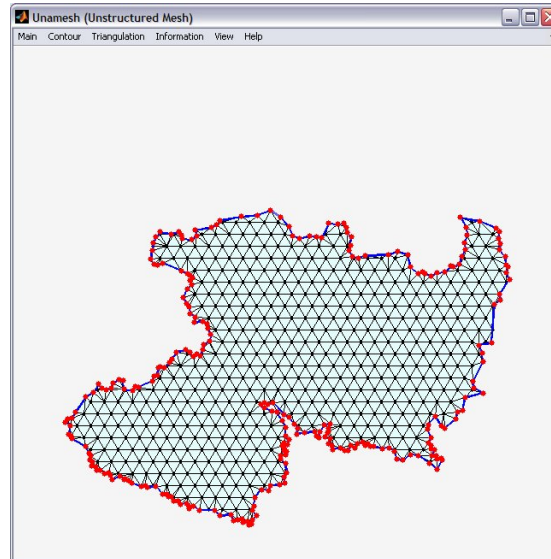 Unamesh (Unstructured Mesh)
Main Contour Triangulation Information View Help